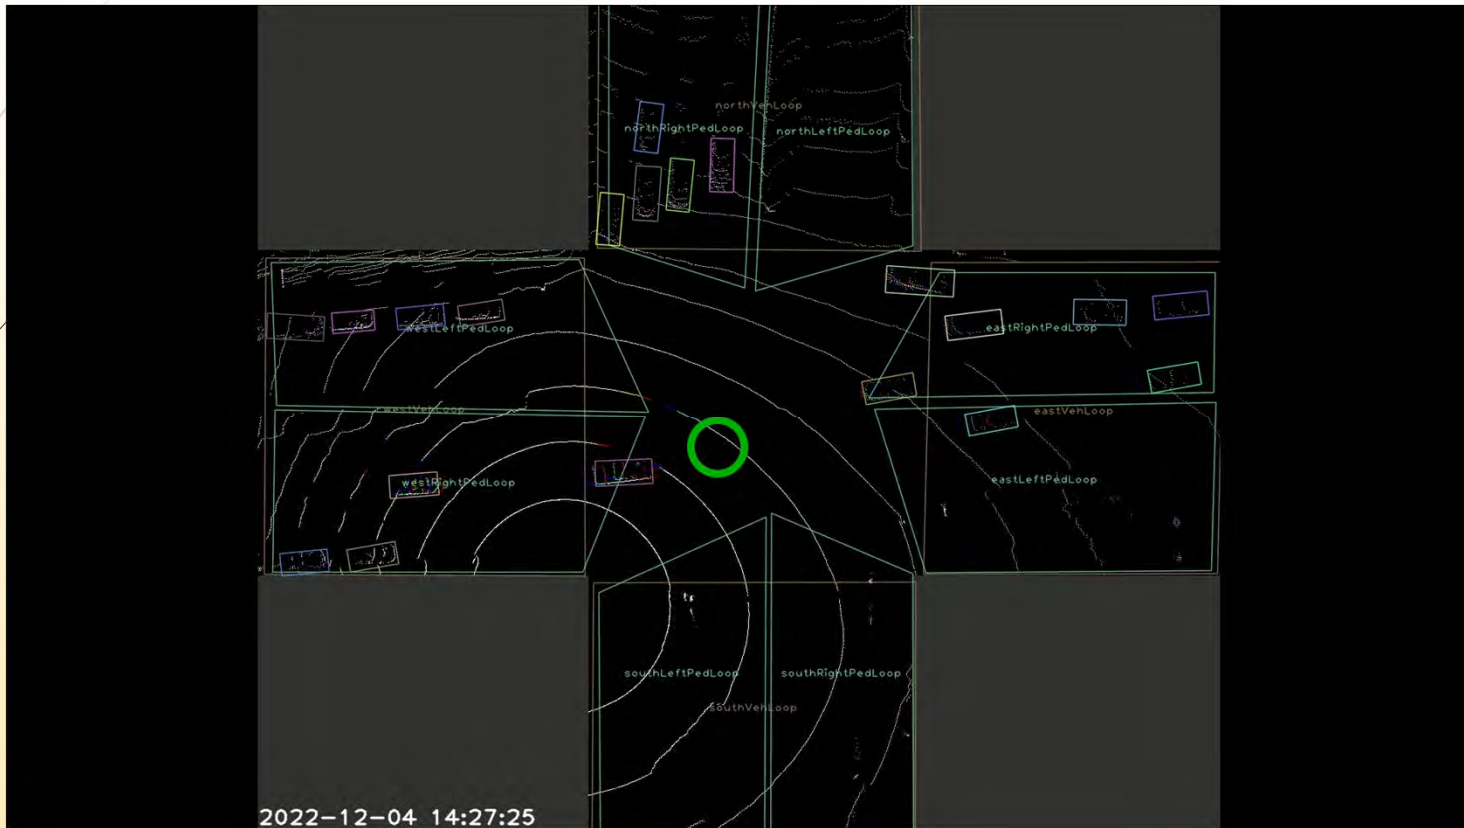 northVehLoop
northRightPedLoop
northLeftPedLoop
westLeftPedLoop
eastRightPedLoop
westVehLoop
eastVehLoop
westRightPedLoop
eastLeftPedLoop
southLeftPedLoop
southRightPedLoop
southVehLoop
2022-12-04 14:27:25